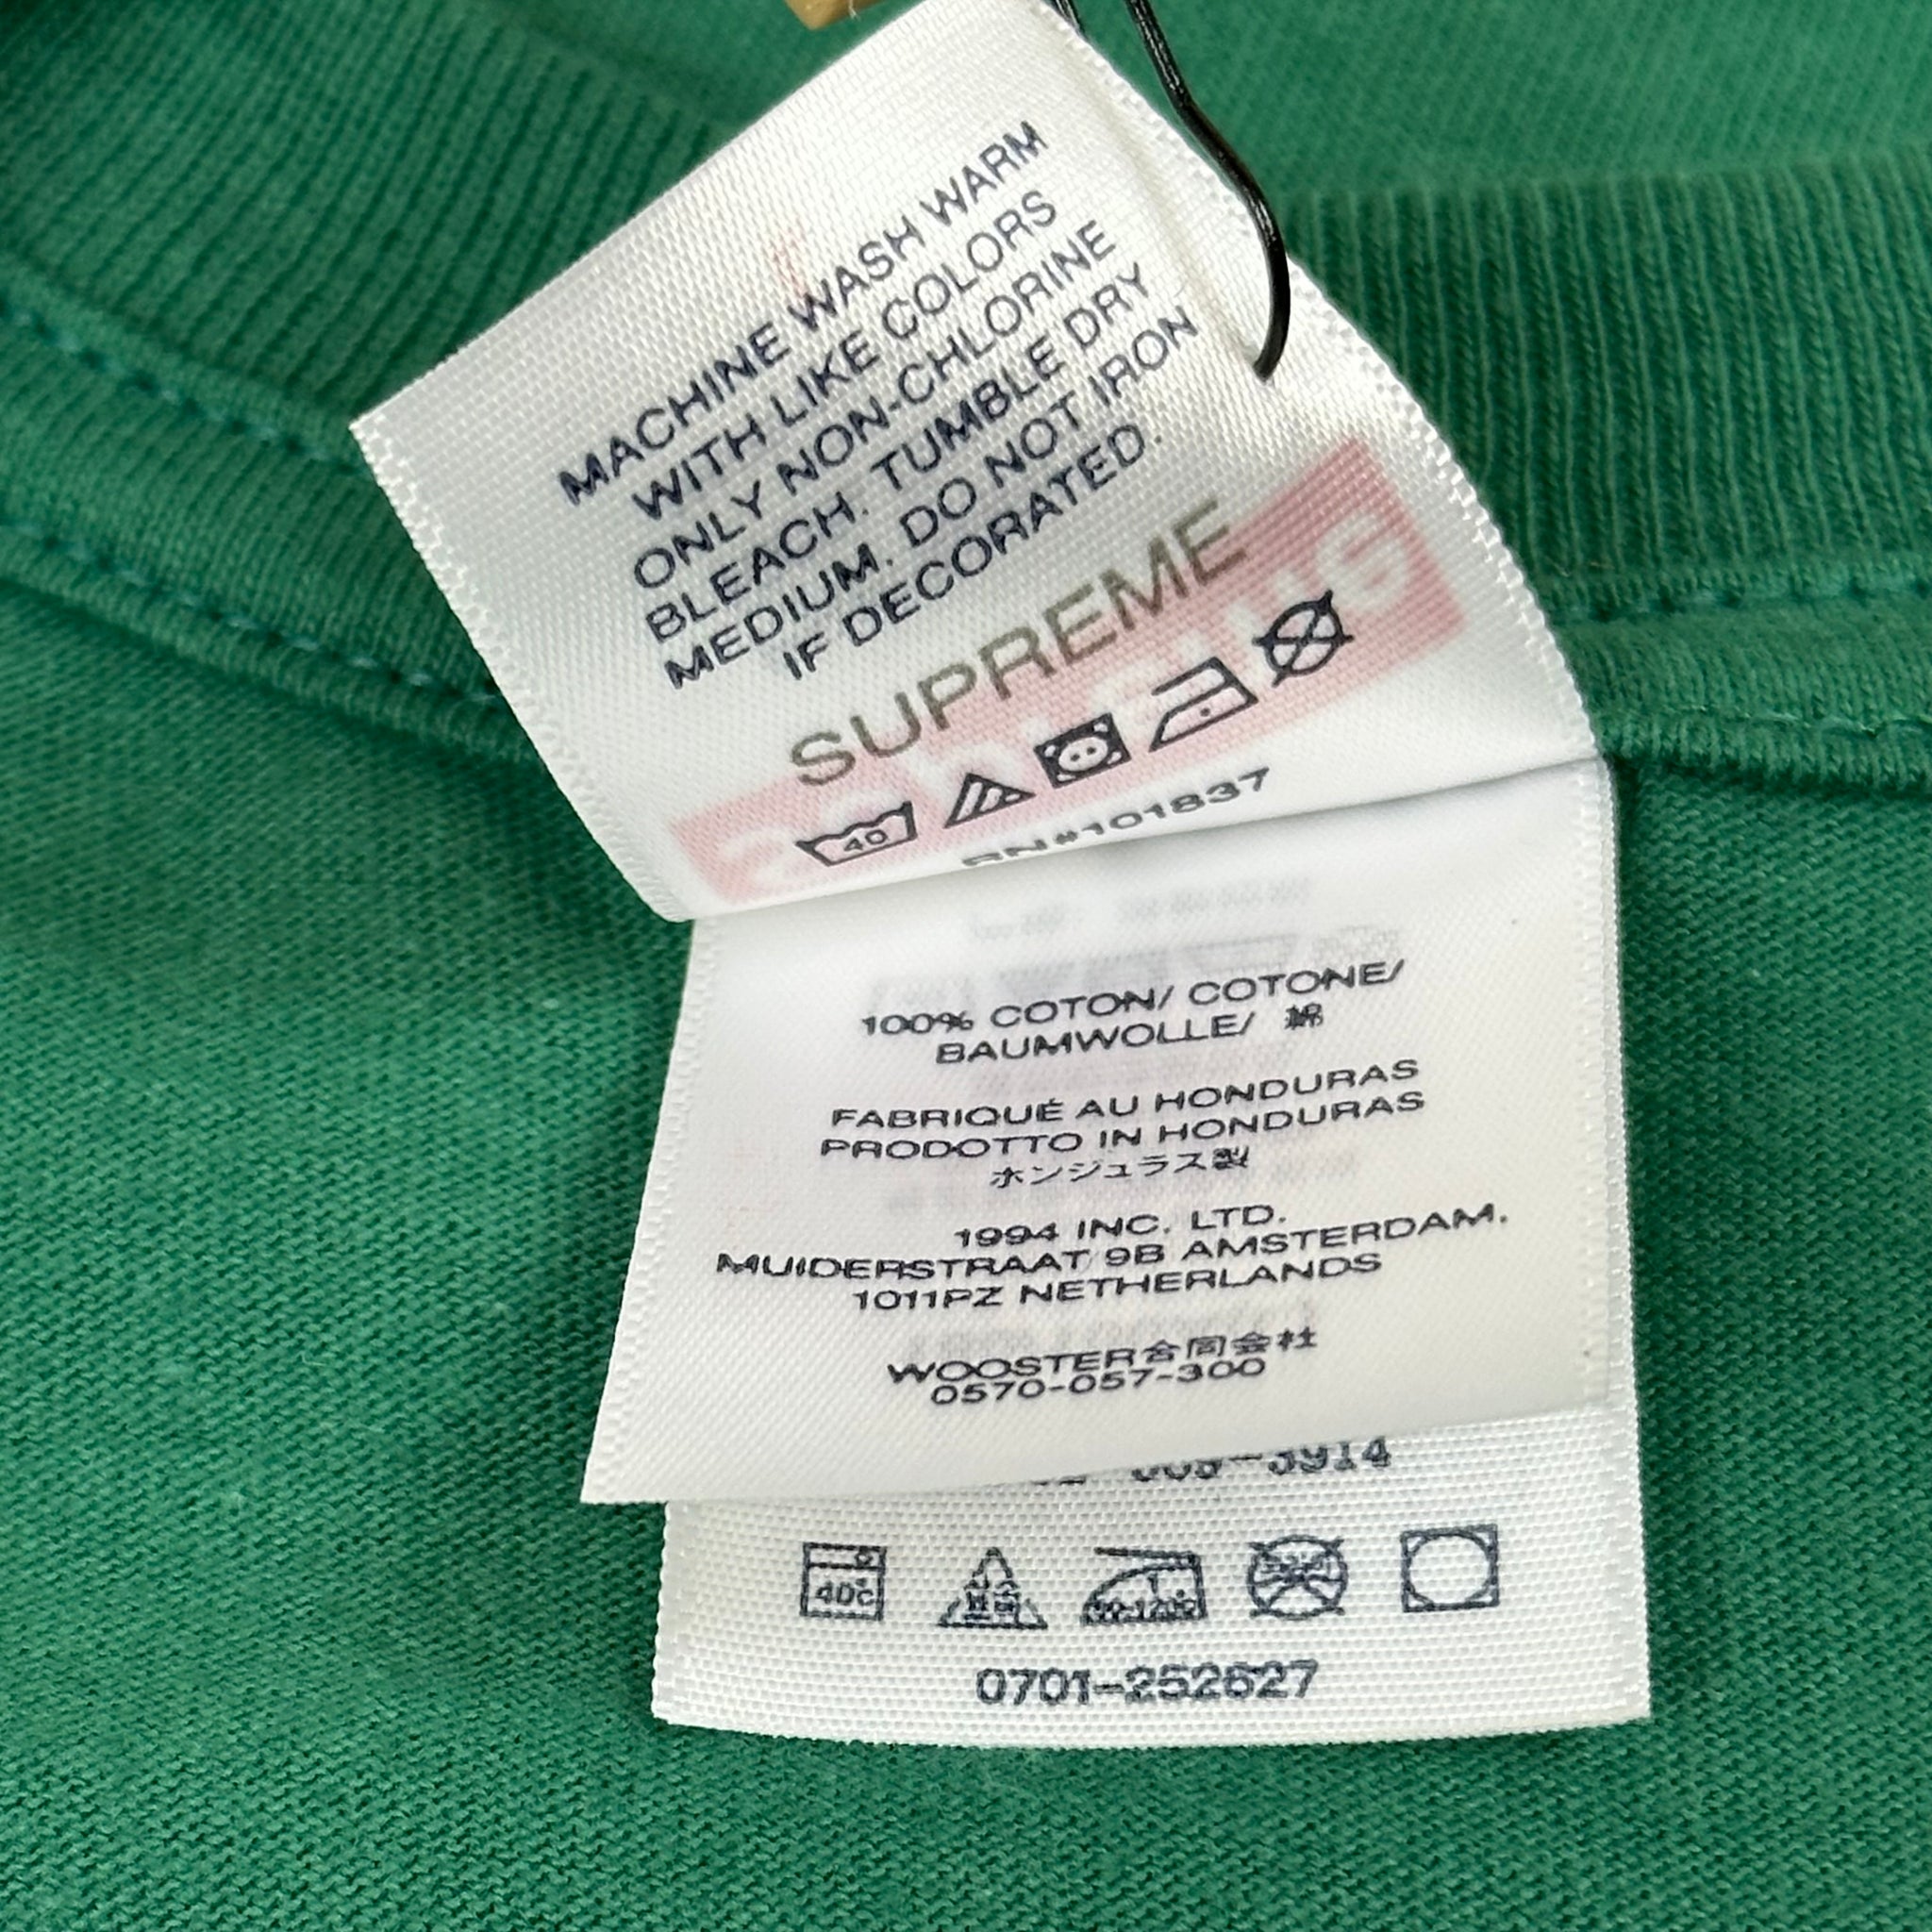 MACHINE WASH WARM
WITH LIKE COLORS
ONLY NON-CHLORINE
BLEACH. TUMBLE DRY
MEDIUM. DO NOT IRON
IF DECORATED.
SUPREME
40
RN#101837
100% COTON/ COTONE/
BAUMWOLLE/ 綿
FABRIQUÉ AU HONDURAS
PRODOTTO IN HONDURAS
ホンジュラス製
1994 INC. LTD.
MUIDERSTRAAT 9B AMSTERDAM.
1011PZ NETHERLANDS
WOOSTER合同会社
0570-057-300
-3914
40c
0701-252627